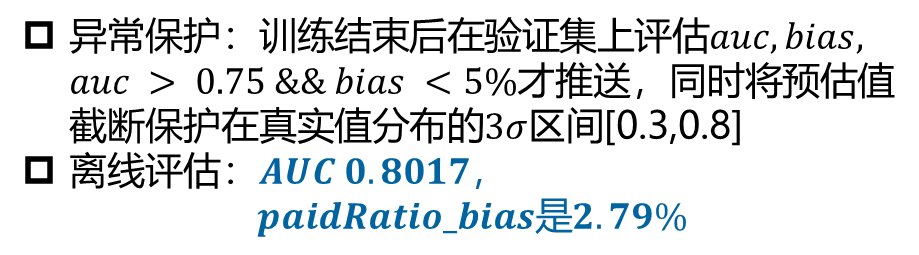 异常保护：训练结束后在验证集上评估auc, bias,
auc > 0.75 && bias < 5%才推送，同时将预估值
截断保护在真实值分布的3σ区间[0.3,0.8]
离线评估：AUC 0.8017,
paidRatio_bias是2.79%